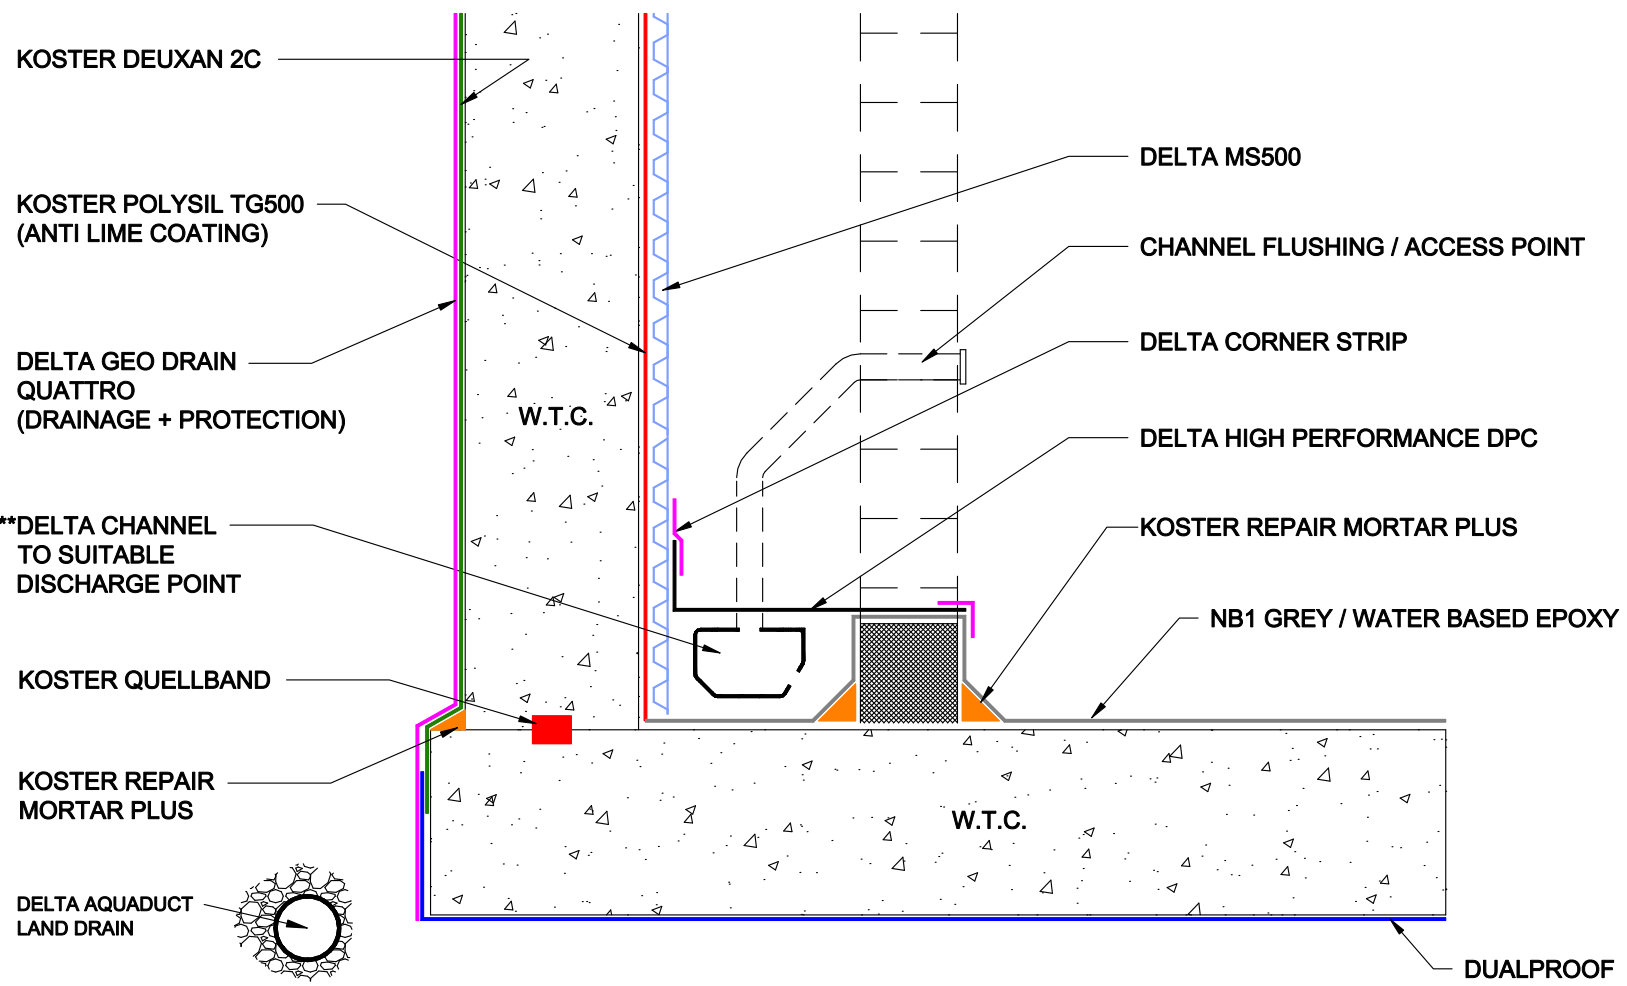 KOSTER DEUXAN 2C
KOSTER POLYSIL TG500
(ANTI LIME COATING)
DELTA GEO DRAIN
QUATTRO
(DRAINAGE + PROTECTION)
W.T.C.
**DELTA CHANNEL
TO SUITABLE
DISCHARGE POINT
KOSTER QUELLBAND
KOSTER REPAIR
MORTAR PLUS
DELTA AQUADUCT
LAND DRAIN
DELTA MS500
CHANNEL FLUSHING / ACCESS POINT
DELTA CORNER STRIP
DELTA HIGH PERFORMANCE DPC
KOSTER REPAIR MORTAR PLUS
NB1 GREY / WATER BASED EPOXY
W.T.C.
DUALPROOF